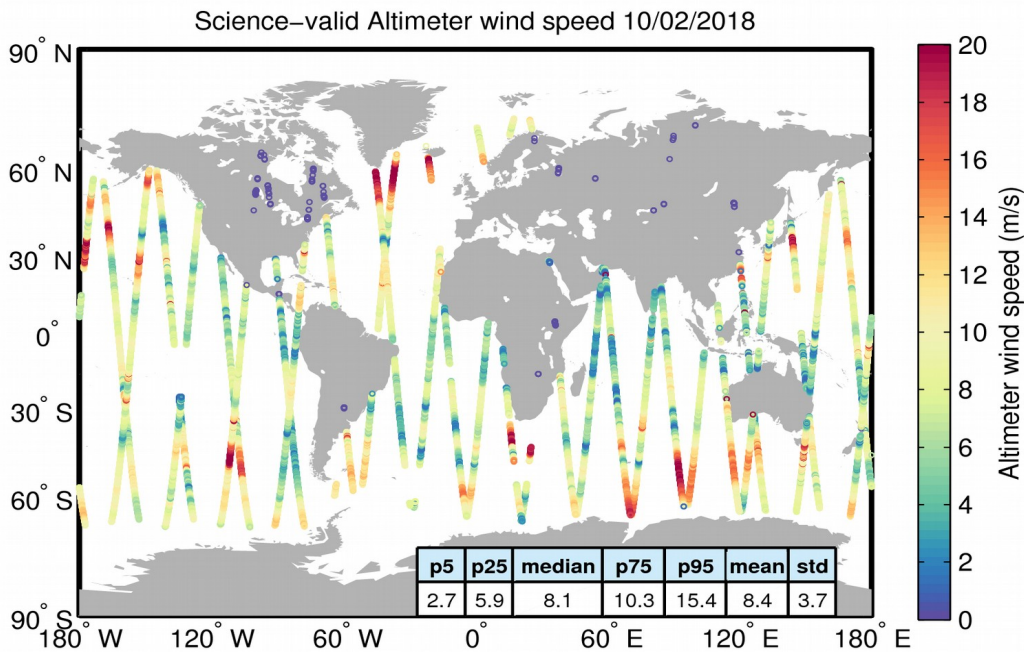 Science−valid Altimeter wind speed 10/02/2018
90° N
60° N
30° N
0°
30° S
60° S
90° S
180° W
120° W
60° W
0°
60° E
120° E
180° E
p5 p25 median p75 p95 mean std
2.7 5.9 8.1 10.3 15.4 8.4 3.7
20
18
16
14
12
10
8
6
4
2
0
Altimeter wind speed (m/s)